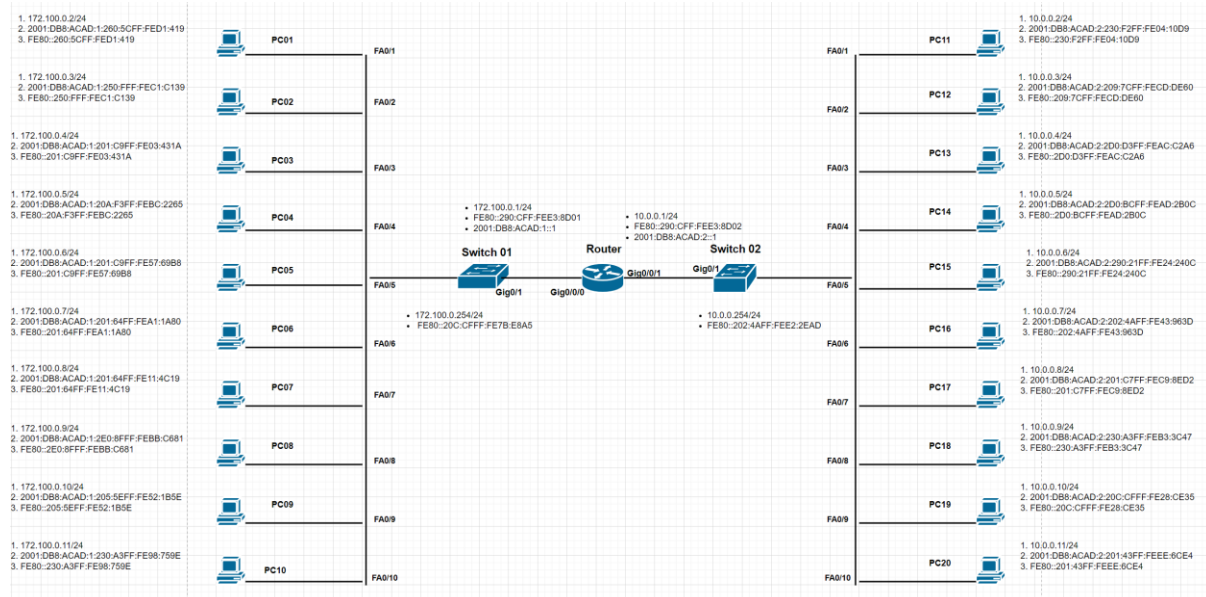 1. 172.100.0.2/24
2. 2001:DB8:ACAD:1:260:5CFF:FED1:419
3. FE80::260:5CFF:FED1:419
PC01
FA0/1
1. 172.100.0.3/24
2. 2001:DB8:ACAD:1:250:FFF:FEC1:C139
3. FE80::250:FFF:FEC1:C139
PC02
FA0/2
1. 172.100.0.4/24
2. 2001:DB8:ACAD:1:201:C9FF:FE03:431A
3. FE80::201:C9FF:FE03:431A
PC03
FA0/3
1. 172.100.0.5/24
2. 2001:DB8:ACAD:1:20A:F3FF:FEBC:2265
3. FE80::20A:F3FF:FEBC:2265
PC04
FA0/4
1. 172.100.0.6/24
2. 2001:DB8:ACAD:1:201:C9FF:FE57:69B8
3. FE80::201:C9FF:FE57:69B8
PC05
FA0/5
1. 172.100.0.7/24
2. 2001:DB8:ACAD:1:201:64FF:FEA1:1A80
3. FE80::201:64FF:FEA1:1A80
PC06
FA0/6
1. 172.100.0.8/24
2. 2001:DB8:ACAD:1:201:64FF:FE11:4C19
3. FE80::201:64FF:FE11:4C19
PC07
FA0/7
1. 172.100.0.9/24
2. 2001:DB8:ACAD:1:2E0:8FFF:FEBB:C681
3. FE80::2E0:8FFF:FEBB:C681
PC08
FA0/8
1. 172.100.0.10/24
2. 2001:DB8:ACAD:1:205:5EFF:FE52:1B5E
3. FE80::205:5EFF:FE52:1B5E
PC09
FA0/9
1. 172.100.0.11/24
2. 2001:DB8:ACAD:1:230:A3FF:FE98:759E
3. FE80::230:A3FF:FE98:759E
PC10
FA0/10
• 172.100.0.1/24
• FE80::290:CFF:FEE3:8D01
• 2001:DB8:ACAD:1::1
• 10.0.0.1/24
• FE80::290:CFF:FEE3:8D02
• 2001:DB8:ACAD:2::1
Switch 01
Router
Switch 02
Gig0/1
Gig0/0/0
Gig0/0/1
Gig0/1
• 172.100.0.254/24
• FE80::20C:CFFF:FE7B:E8A5
• 10.0.0.254/24
• FE80::202:4AFF:FEE2:2EAD
FA0/1
PC11
1. 10.0.0.2/24
2. 2001:DB8:ACAD:2:230:F2FF:FE04:10D9
3. FE80::230:F2FF:FE04:10D9
FA0/2
PC12
1. 10.0.0.3/24
2. 2001:DB8:ACAD:2:209:7CFF:FECD:DE60
3. FE80::209:7CFF:FECD:DE60
FA0/3
PC13
1. 10.0.0.4/24
2. 2001:DB8:ACAD:2:2D0:D3FF:FEAC:C2A6
3. FE80::2D0:D3FF:FEAC:C2A6
FA0/4
PC14
1. 10.0.0.5/24
2. 2001:DB8:ACAD:2:2D0:BCFF:FEAD:2B0C
3. FE80::2D0:BCFF:FEAD:2B0C
FA0/5
PC15
1. 10.0.0.6/24
2. 2001:DB8:ACAD:2:290:21FF:FE24:240C
3. FE80::290:21FF:FE24:240C
FA0/6
PC16
1. 10.0.0.7/24
2. 2001:DB8:ACAD:2:202:4AFF:FE43:963D
3. FE80::202:4AFF:FE43:963D
FA0/7
PC17
1. 10.0.0.8/24
2. 2001:DB8:ACAD:2:201:C7FF:FEC9:8ED2
3. FE80::201:C7FF:FEC9:8ED2
FA0/8
PC18
1. 10.0.0.9/24
2. 2001:DB8:ACAD:2:230:A3FF:FEB3:3C47
3. FE80::230:A3FF:FEB3:3C47
FA0/9
PC19
1. 10.0.0.10/24
2. 2001:DB8:ACAD:2:20C:CFFF:FE28:CE35
3. FE80::20C:CFFF:FE28:CE35
FA0/10
PC20
1. 10.0.0.11/24
2. 2001:DB8:ACAD:2:201:43FF:FEEE:6CE4
3. FE80::201:43FF:FEEE:6CE4